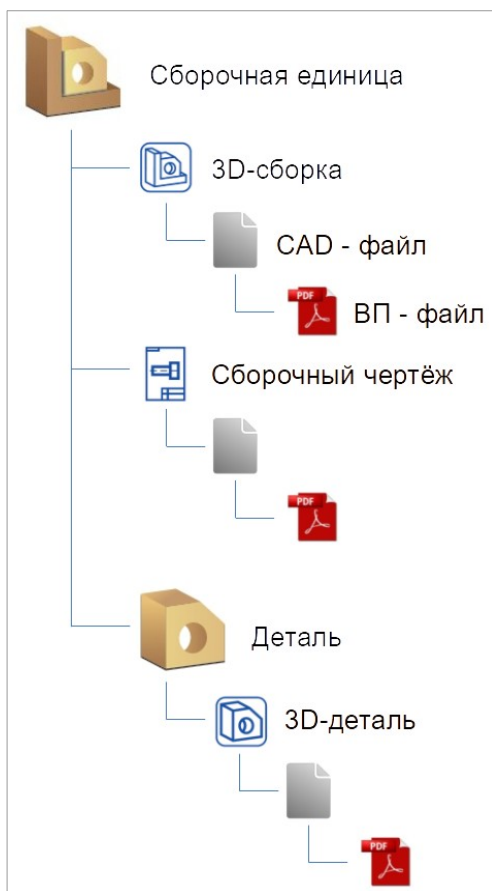 Сборочная единица
3D-сборка
CAD - файл
PDF
ВП - файл
Сборочный чертёж
PDF
Деталь
3D-деталь
PDF